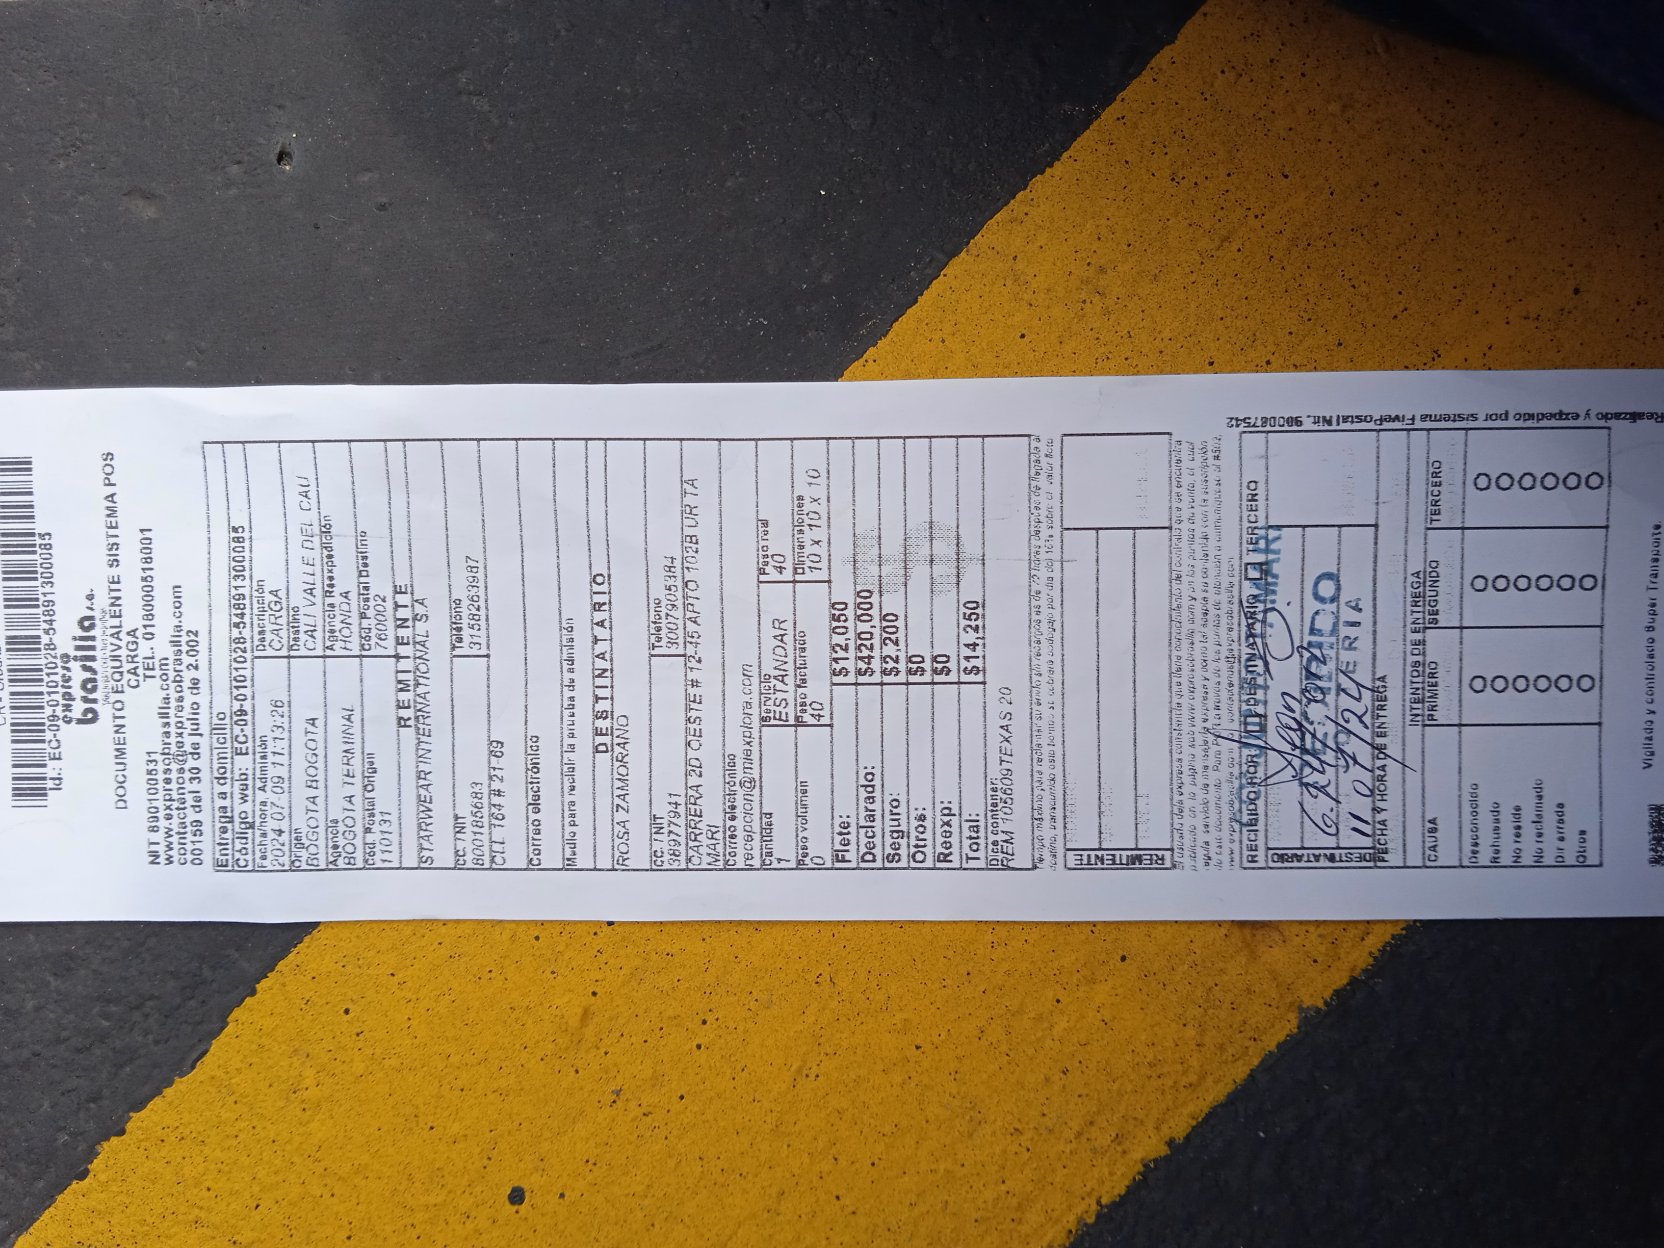 Id.: EC-09-0101028-54891300085
expreso
brasilia s.a.
DOCUMENTO EQUIVALENTE SISTEMA POS
CARGA
NIT 890100531 TEL. 018000518001
www.expresobrasilia.com
contactanos@expresobrasilia.com
00159 del 30 de julio de 2.002
Entrega a domicilio
Código web: EC-09-0101028-54891300085
Fecha/hora, Admisión Descripción
2024-07-09 11:13:26 CARGA
Origen Destino
BOGOTA BOGOTA CALI VALLE DEL CAU
Agencia Agencia Reexpedición
BOGOTA TERMINAL HONDA
Cód. Postal Origen Cód. Postal Destino
110131 760002
REMITENTE
STARWEAR INTERNATIONAL S.A
CC / NIT Teléfono
800185683 3158263987
CLL 164 # 21-69
Correo electrónico
Medio para recibir la prueba de admisión
DESTINATARIO
ROSA ZAMORANO
CC / NIT Teléfono
38977941 3007905384
CARRERA 2D OESTE # 12-45 APTO 102B UR TA
MARI
Correo electrónico
recepcion@miexplora.com
Cantidad Servicio Peso real
1 ESTANDAR 40
Peso volumen Peso facturado Dimensiones
0 40 10 x 10 x 10
Flete: $12,050
Declarado: $420,000
Seguro: $2,200
Otros: $0
Reexp: $0
Total: $14,250
Dice contener:
REM 105609TEXAS 20
REMITENTE
RECIBIDO POR: EL DESTINATARIO EL TERCERO
DESTINATARIO
11 07/24
FECHA Y HORA DE ENTREGA
INTENTOS DE ENTREGA
CAUSA PRIMERO SEGUNDO TERCERO
Desconocido
Rehusado
No reside
No reclamado
Dir errada
Otros
Vigilado y controlado Super Transporte.
Realizado y expedido por sistema FivePostal Nit. 900087542